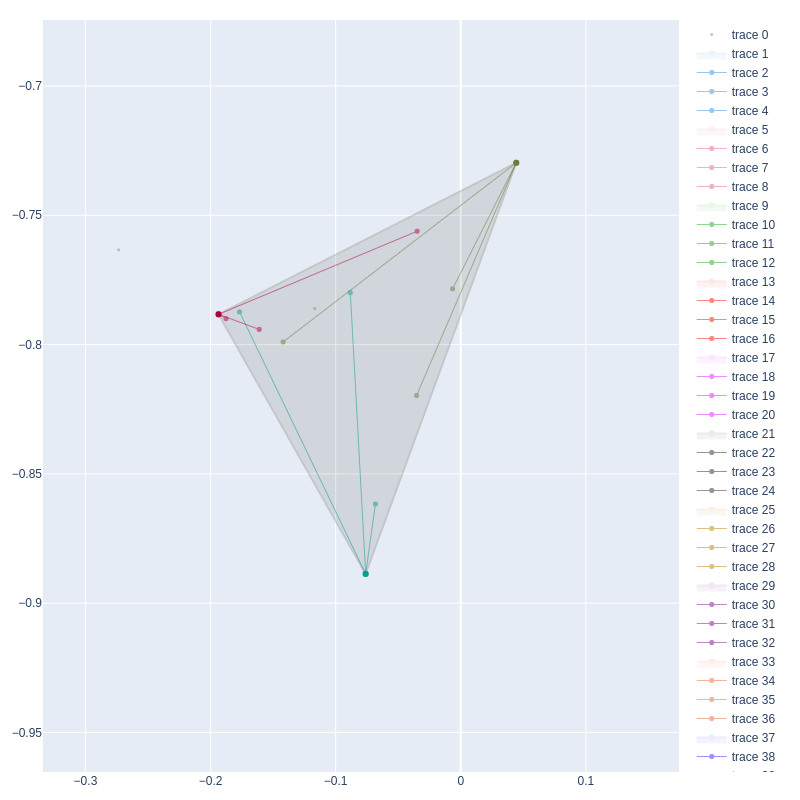 −0.7
−0.75
−0.8
−0.85
−0.9
−0.95
−0.3
−0.2
−0.1
0
0.1
trace 0
trace 1
trace 2
trace 3
trace 4
trace 5
trace 6
trace 7
trace 8
trace 9
trace 10
trace 11
trace 12
trace 13
trace 14
trace 15
trace 16
trace 17
trace 18
trace 19
trace 20
trace 21
trace 22
trace 23
trace 24
trace 25
trace 26
trace 27
trace 28
trace 29
trace 30
trace 31
trace 32
trace 33
trace 34
trace 35
trace 36
trace 37
trace 38